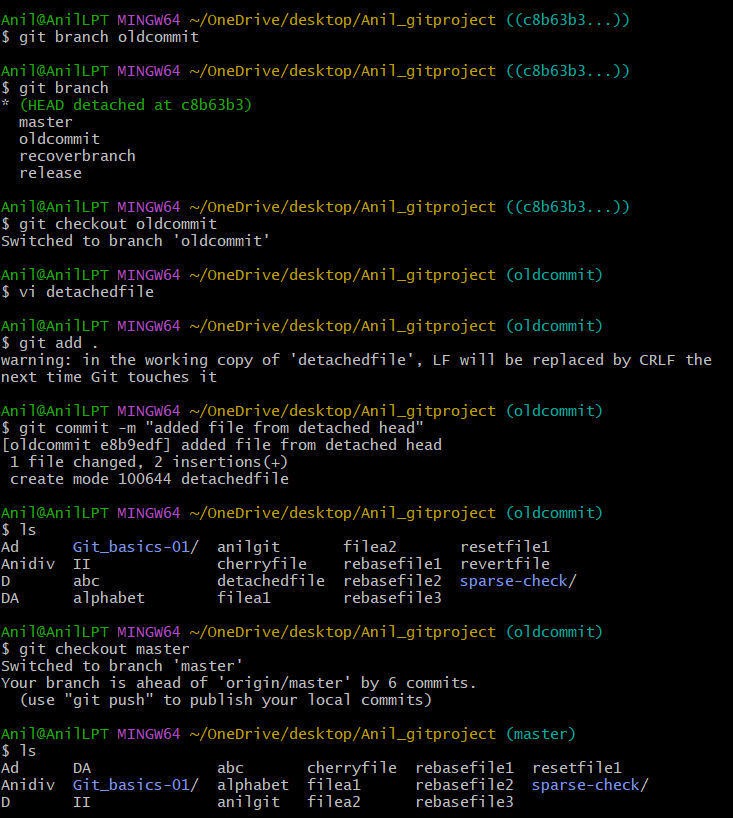 Anil@AnilLPT MINGW64 ~/OneDrive/desktop/Anil_gitproject ((c8b63b3...))
$ git branch oldcommit
Anil@AnilLPT MINGW64 ~/OneDrive/desktop/Anil_gitproject ((c8b63b3...))
$ git branch
* (HEAD detached at c8b63b3)
  master
  oldcommit
  recoverbranch
  release
Anil@AnilLPT MINGW64 ~/OneDrive/desktop/Anil_gitproject ((c8b63b3...))
$ git checkout oldcommit
Switched to branch 'oldcommit'
Anil@AnilLPT MINGW64 ~/OneDrive/desktop/Anil_gitproject (oldcommit)
$ vi detachedfile
Anil@AnilLPT MINGW64 ~/OneDrive/desktop/Anil_gitproject (oldcommit)
$ git add .
warning: in the working copy of 'detachedfile', LF will be replaced by CRLF the
next time Git touches it
Anil@AnilLPT MINGW64 ~/OneDrive/desktop/Anil_gitproject (oldcommit)
$ git commit -m "added file from detached head"
[oldcommit e8b9edf] added file from detached head
 1 file changed, 2 insertions(+)
 create mode 100644 detachedfile
Anil@AnilLPT MINGW64 ~/OneDrive/desktop/Anil_gitproject (oldcommit)
$ ls
Ad      Git_basics-01/  anilgit       filea2       resetfile1
Anidiv  II              cherryfile    rebasefile1  revertfile
D       abc             detachedfile  rebasefile2  sparse-check/
DA      alphabet        filea1        rebasefile3
Anil@AnilLPT MINGW64 ~/OneDrive/desktop/Anil_gitproject (oldcommit)
$ git checkout master
Switched to branch 'master'
Your branch is ahead of 'origin/master' by 6 commits.
  (use "git push" to publish your local commits)
Anil@AnilLPT MINGW64 ~/OneDrive/desktop/Anil_gitproject (master)
$ ls
Ad      DA              abc       cherryfile  rebasefile1  resetfile1
Anidiv  Git_basics-01/  alphabet  filea1      rebasefile2  sparse-check/
D       II              anilgit   filea2      rebasefile3